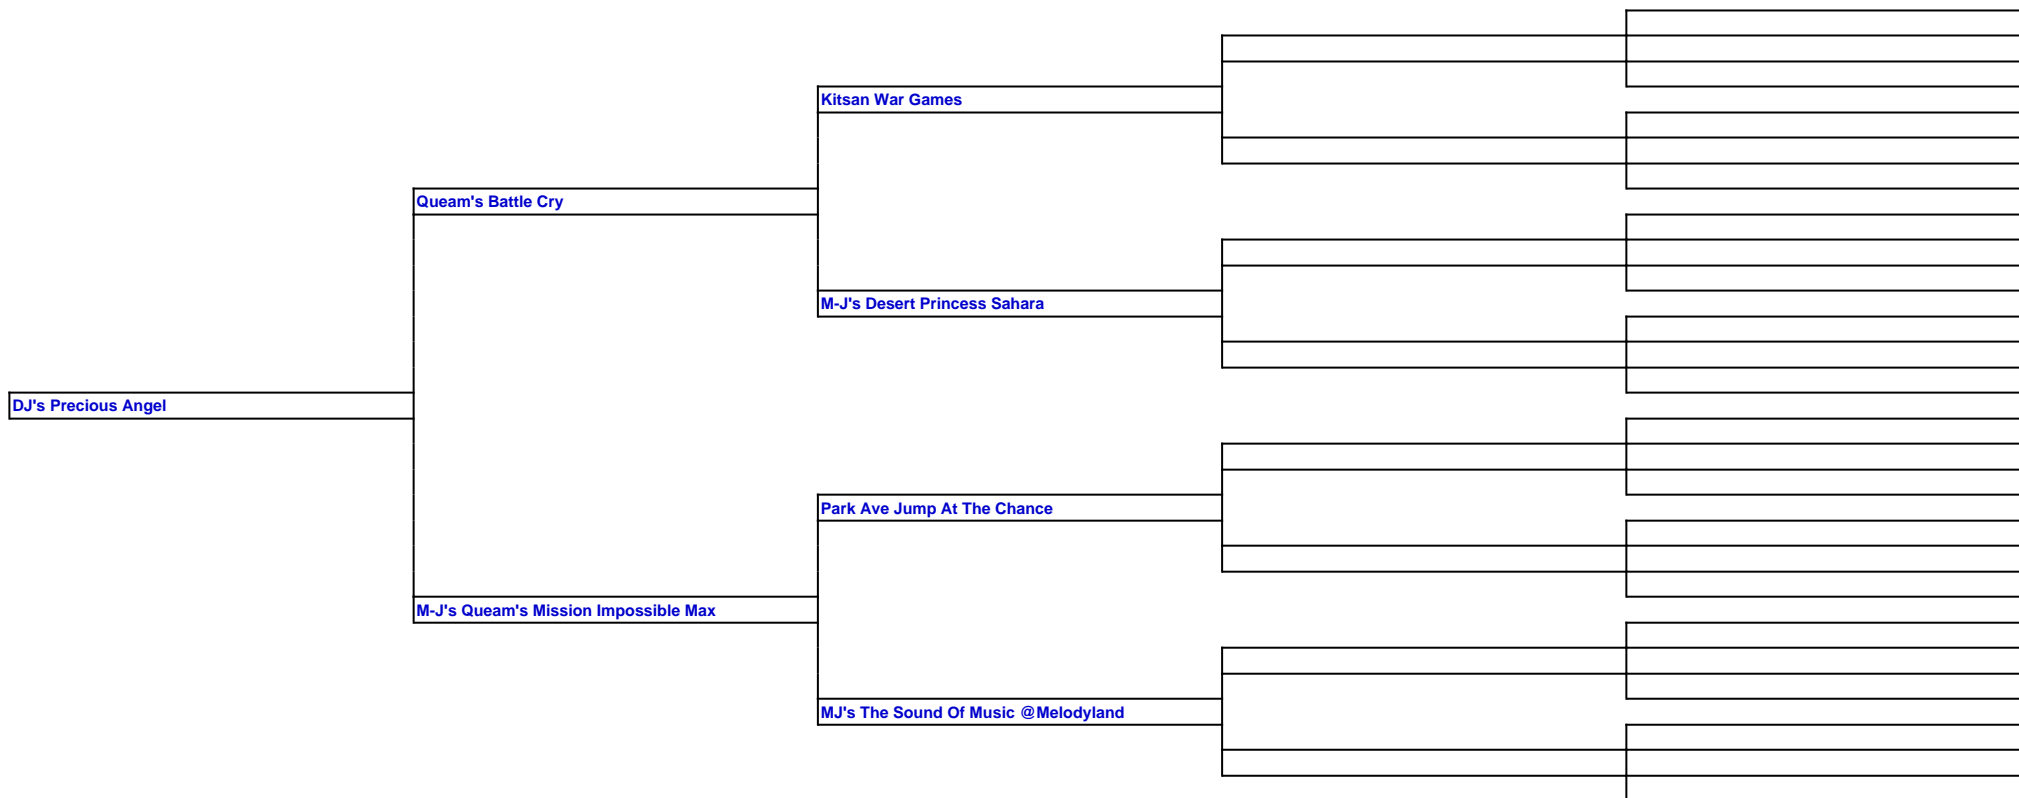 Kitsan War Games
Queam's Battle Cry
M-J's Desert Princess Sahara
DJ's Precious Angel
Park Ave Jump At The Chance
M-J's Queam's Mission Impossible Max
MJ's The Sound Of Music @Melodyland